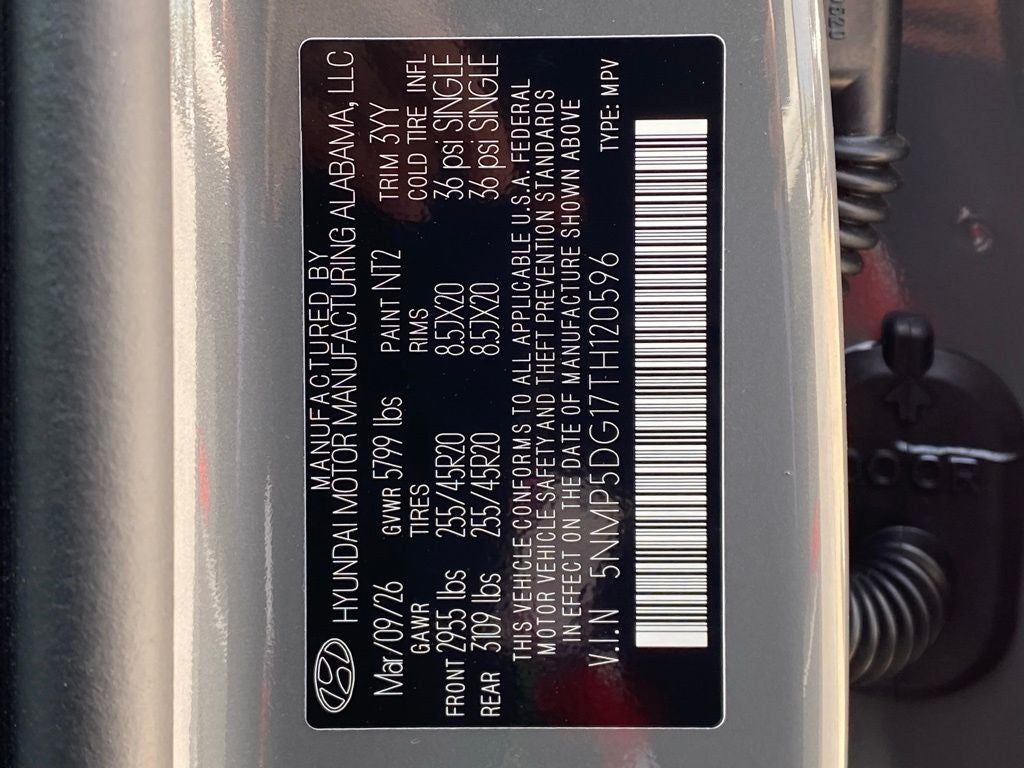 MANUFACTURED BY
HYUNDAI MOTOR MANUFACTURING ALABAMA, LLC
Mar/09/26 GVWR 5799 lbs PAINT NT2 TRIM 3YY
GAWR TIRES RIMS COLD TIRE INFL
FRONT 2955 lbs 255/45R20 8.5JX20 36 psi SINGLE
REAR 3109 lbs 255/45R20 8.5JX20 36 psi SINGLE
THIS VEHICLE CONFORMS TO ALL APPLICABLE U.S.A. FEDERAL
MOTOR VEHICLE SAFETY AND THEFT PREVENTION STANDARDS
IN EFFECT ON THE DATE OF MANUFACTURE SHOWN ABOVE
V.I.N 5NMP5DG17TH120596 TYPE: MPV
DOOR